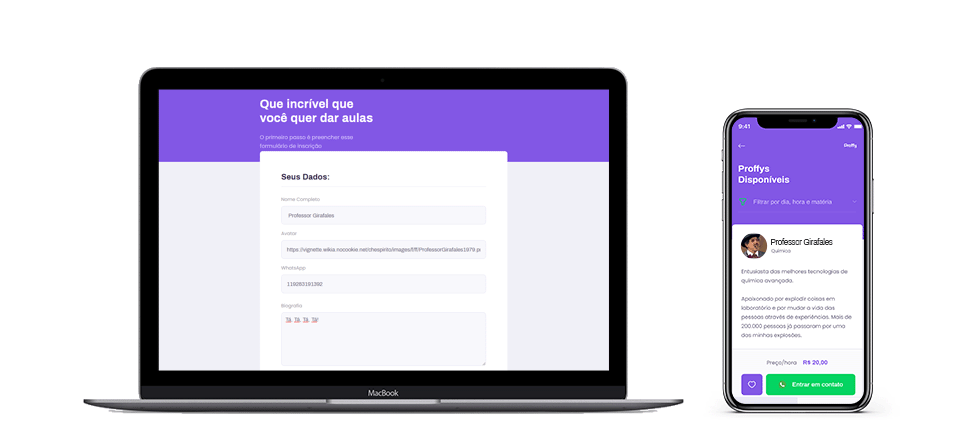 Que incrível que
você quer dar aulas
O primeiro passo é preencher esse
formulário de inscrição
Seus Dados:
Nome Completo
Professor Girafales
Avatar
https://vignette.wikia.nocookie.net/chespirito/images/f/ff/ProfessorGirafales1979.p
WhatsApp
Biografia
Tá, Tá, Tá, Tá!
MacBook
9:41
Proffy
Proffys
Disponíveis
Filtrar por dia, hora e matéria
Professor Girafales
Química
Entusiasta das melhores tecnologias de
química avançada.
Apaixonado por explodir coisas em
laboratório e por mudar a vida das
pessoas através de experiências. Mais de
200.000 pessoas já passaram por uma
das minhas explosões.
Preço/hora R$ 20,00
Entrar em contato